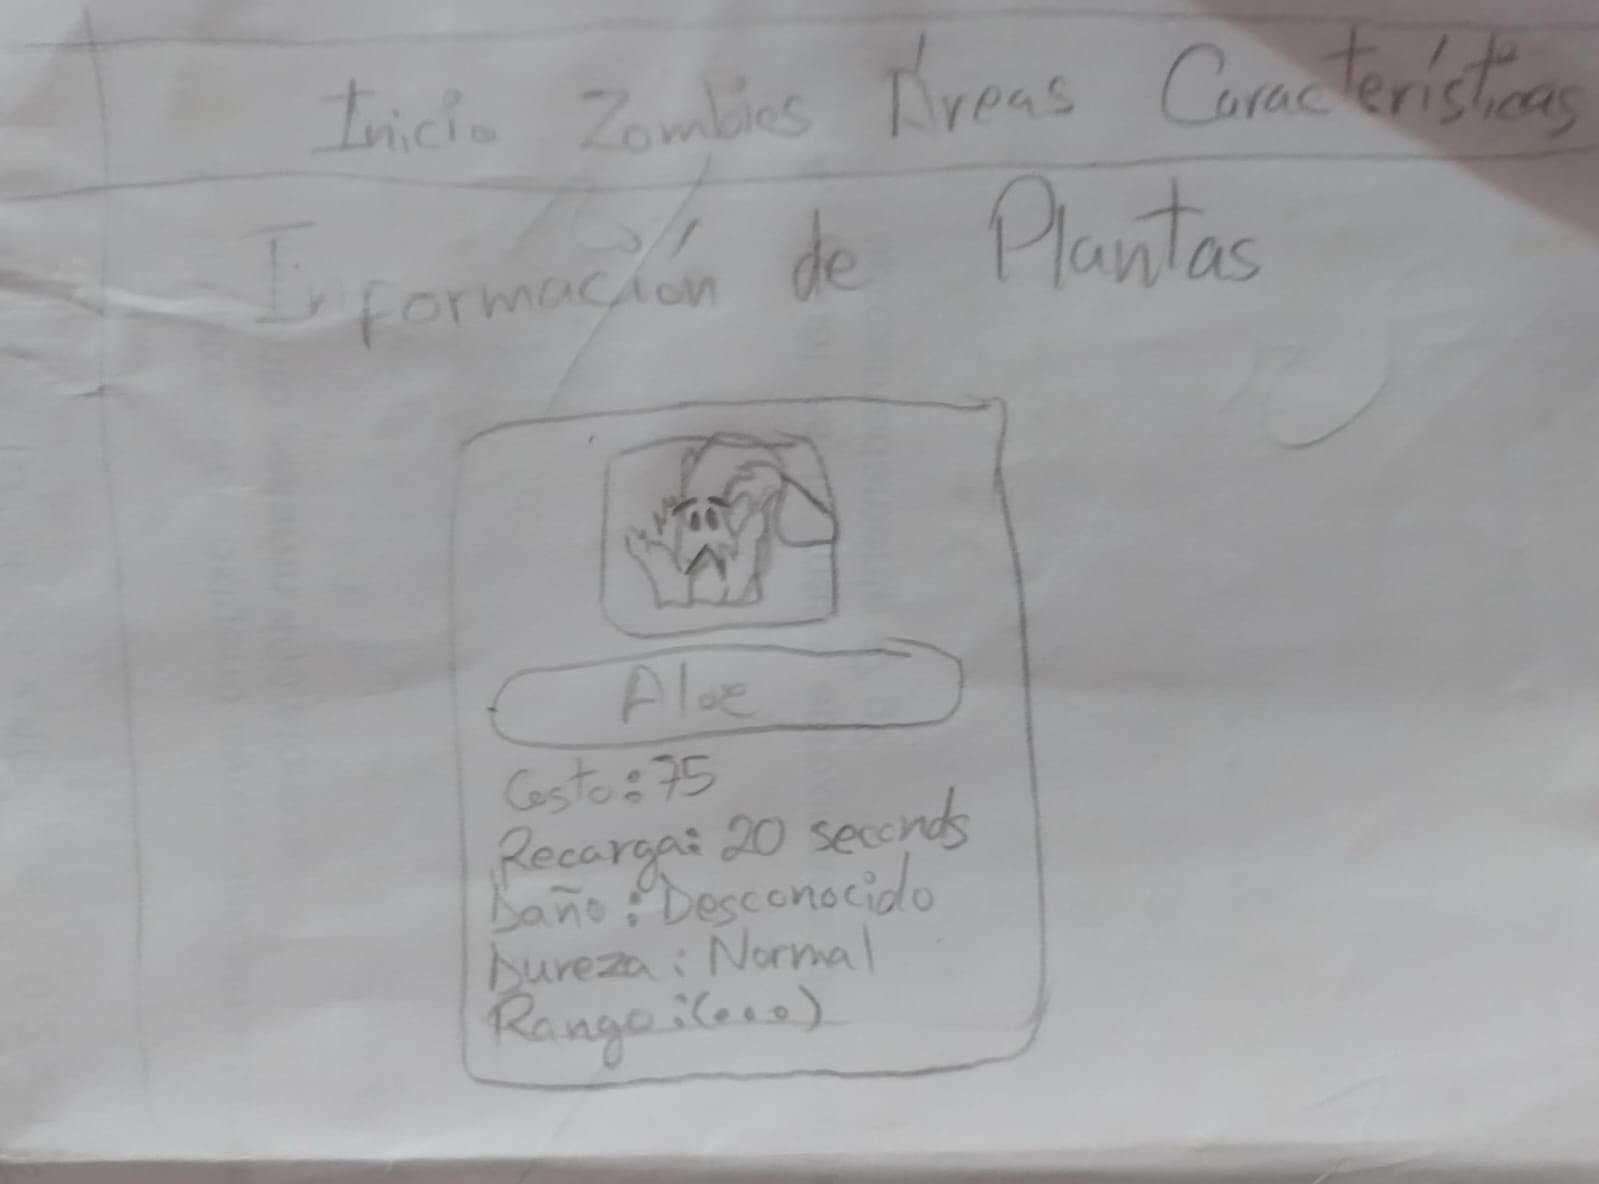 Inicio Zombies Áreas Características
Información de Plantas
Aloe
Costo: 75
Recarga: 20 seconds
Daño: Desconocido
Dureza: Normal
Rango: (...)